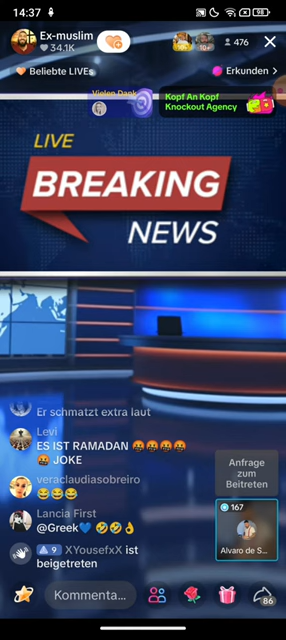 14:37
98
Ex-muslim
34.1K
10+
476
Beliebte LIVEs
Erkunden >
Vielen Dank
Kopf An Kopf
Knockout Agency
LIVE
BREAKING
NEWS
Er schmatzt extra laut
Levi
ES IST RAMADAN 🤬🤬🤬🤬
🤬 JOKE
veraclaudiasobreiro
😂😂😂
Lancia First
@Greek💙 🤣🤣👌
9 XYousefxX ist
beigetreten
Anfrage
zum
Beitreten
167
Alvaro de S...
Kommenta...
86